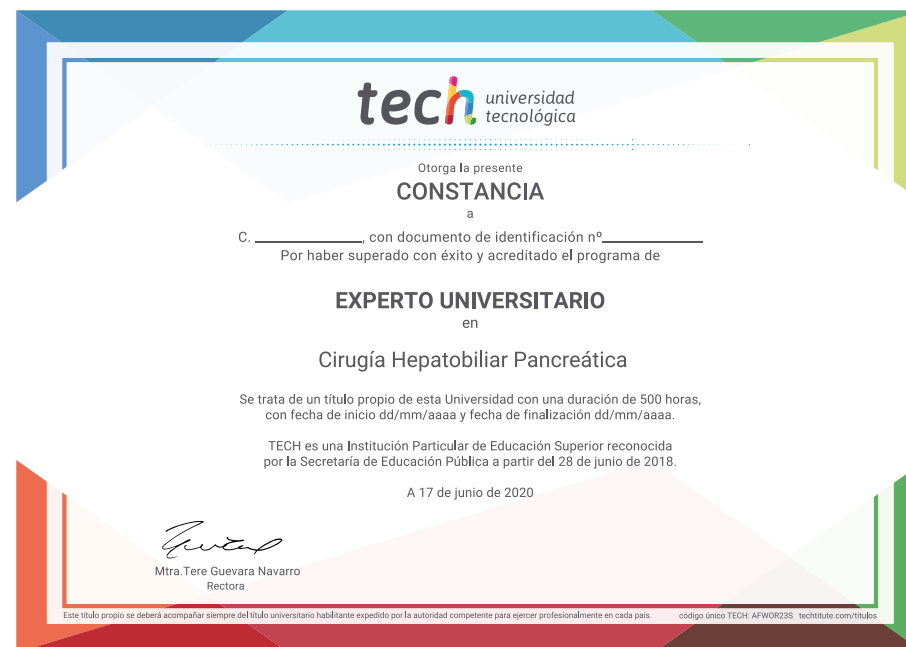 tech universidad
tecnológica
Otorga la presente
CONSTANCIA
a
C. ____________, con documento de identificación nº____________
Por haber superado con éxito y acreditado el programa de
EXPERTO UNIVERSITARIO
en
Cirugía Hepatobiliar Pancreática
Se trata de un título propio de esta Universidad con una duración de 500 horas,
con fecha de inicio dd/mm/aaaa y fecha de finalización dd/mm/aaaa.
TECH es una Institución Particular de Educación Superior reconocida
por la Secretaría de Educación Pública a partir del 28 de junio de 2018.
A 17 de junio de 2020
Mtra.Tere Guevara Navarro
Rectora
Este título propio se deberá acompañar siempre del título universitario habilitante expedido por la autoridad competente para ejercer profesionalmente en cada país. código único TECH: AFWOR23S techtitute.com/titulos